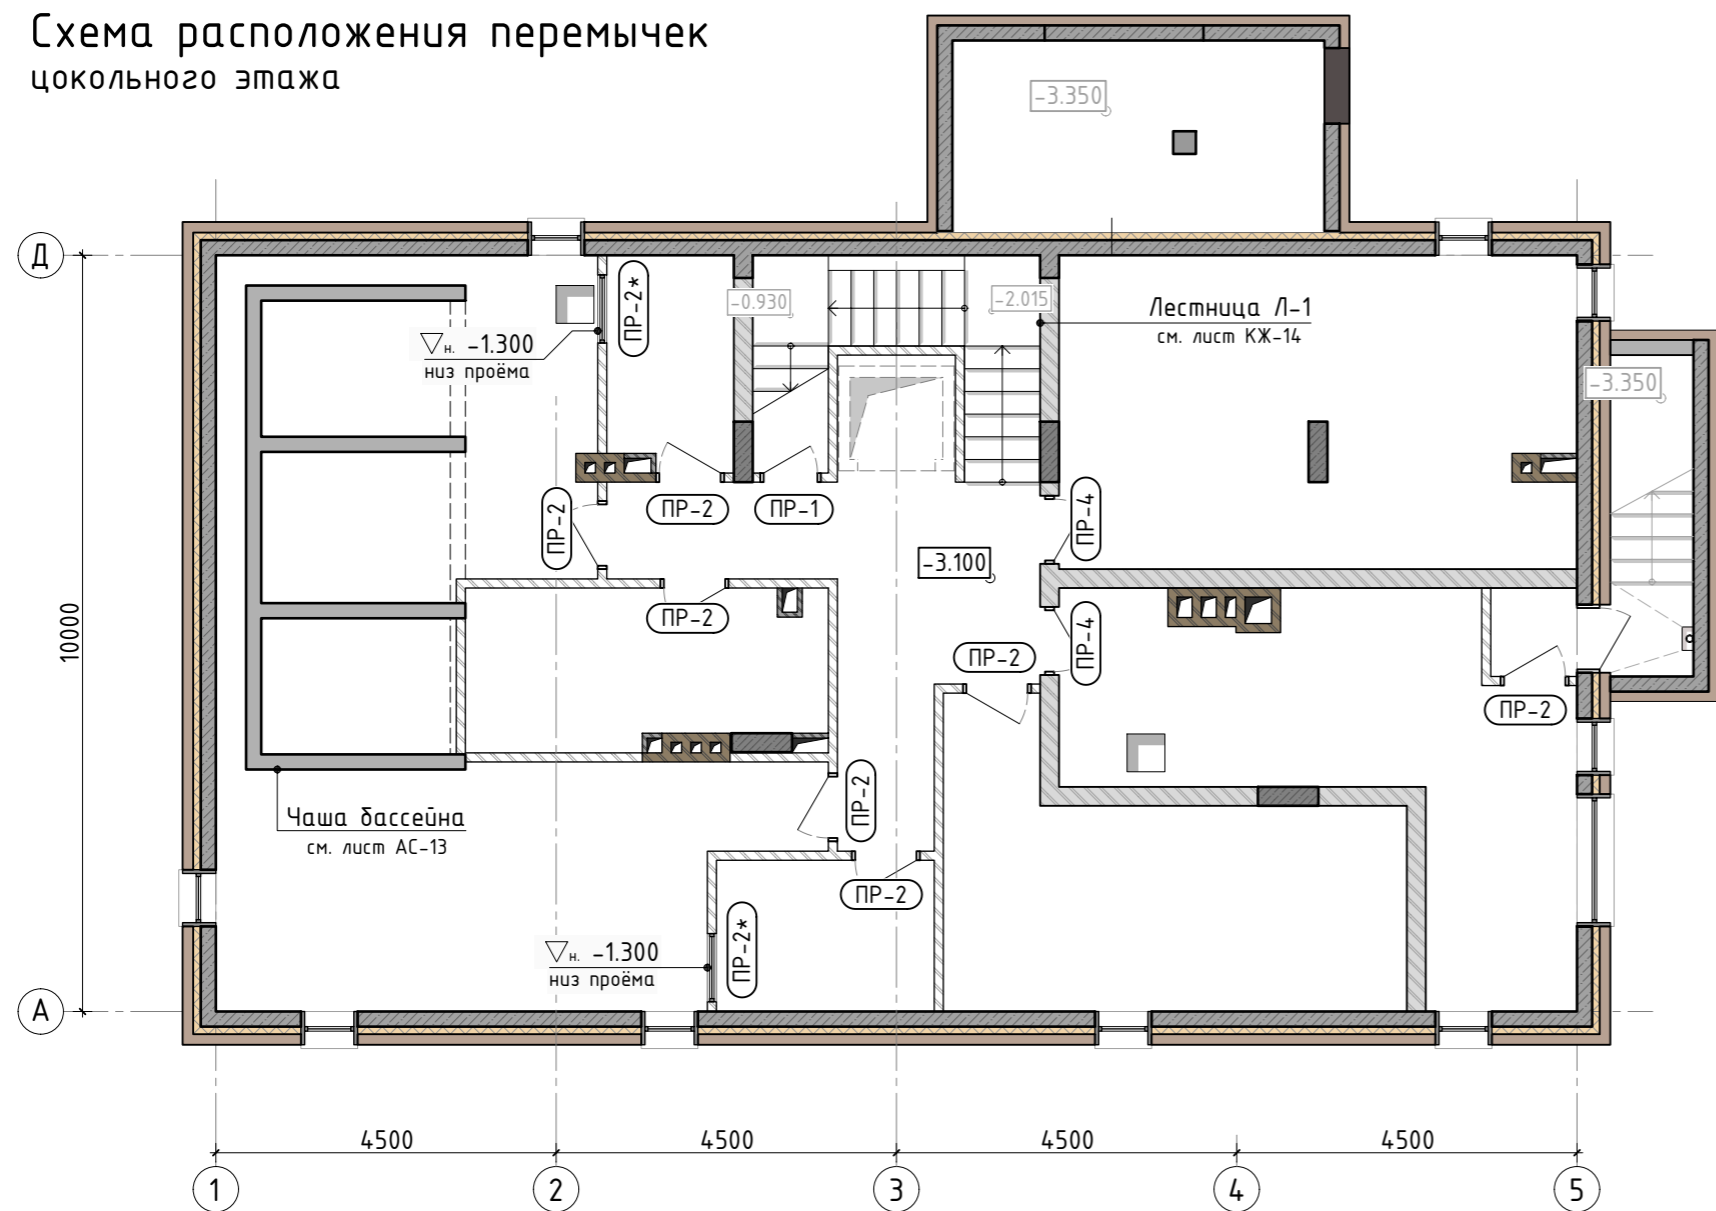 Схема расположения перемычек
цокольного этажа
-3.350
Д
ПР-2*
-0.930
-2.015
Лестница Л-1
см. лист КЖ-14
н. -1.300
низ проёма
-3.350
ПР-2
ПР-1
ПР-2
ПР-4
-3.100
10000
ПР-2
ПР-4
ПР-2
ПР-2
ПР-2
Чаша бассейна
см. лист АС-13
ПР-2
ПР-2*
н. -1.300
низ проёма
А
4500
4500
4500
4500
1
2
3
4
5